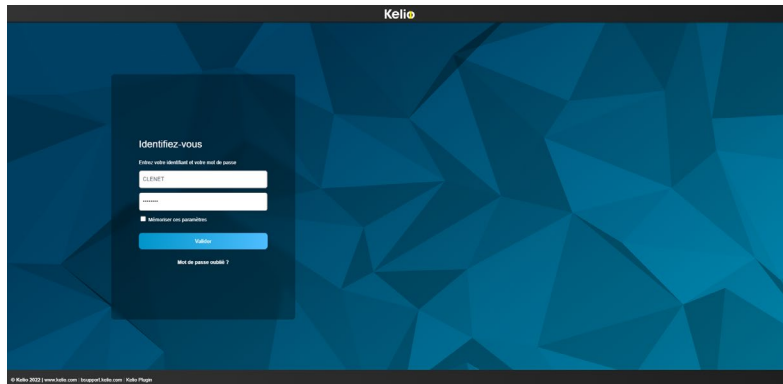 Kelio
Identifiez-vous
Entrez votre identifiant et votre mot de passe
CLENET
••••••••
Mémoriser ces paramètres
Valider
Mot de passe oublié ?
© Kelio 2022 | www.kelio.com | bcsupport.kelio.com | Kelio Plugin